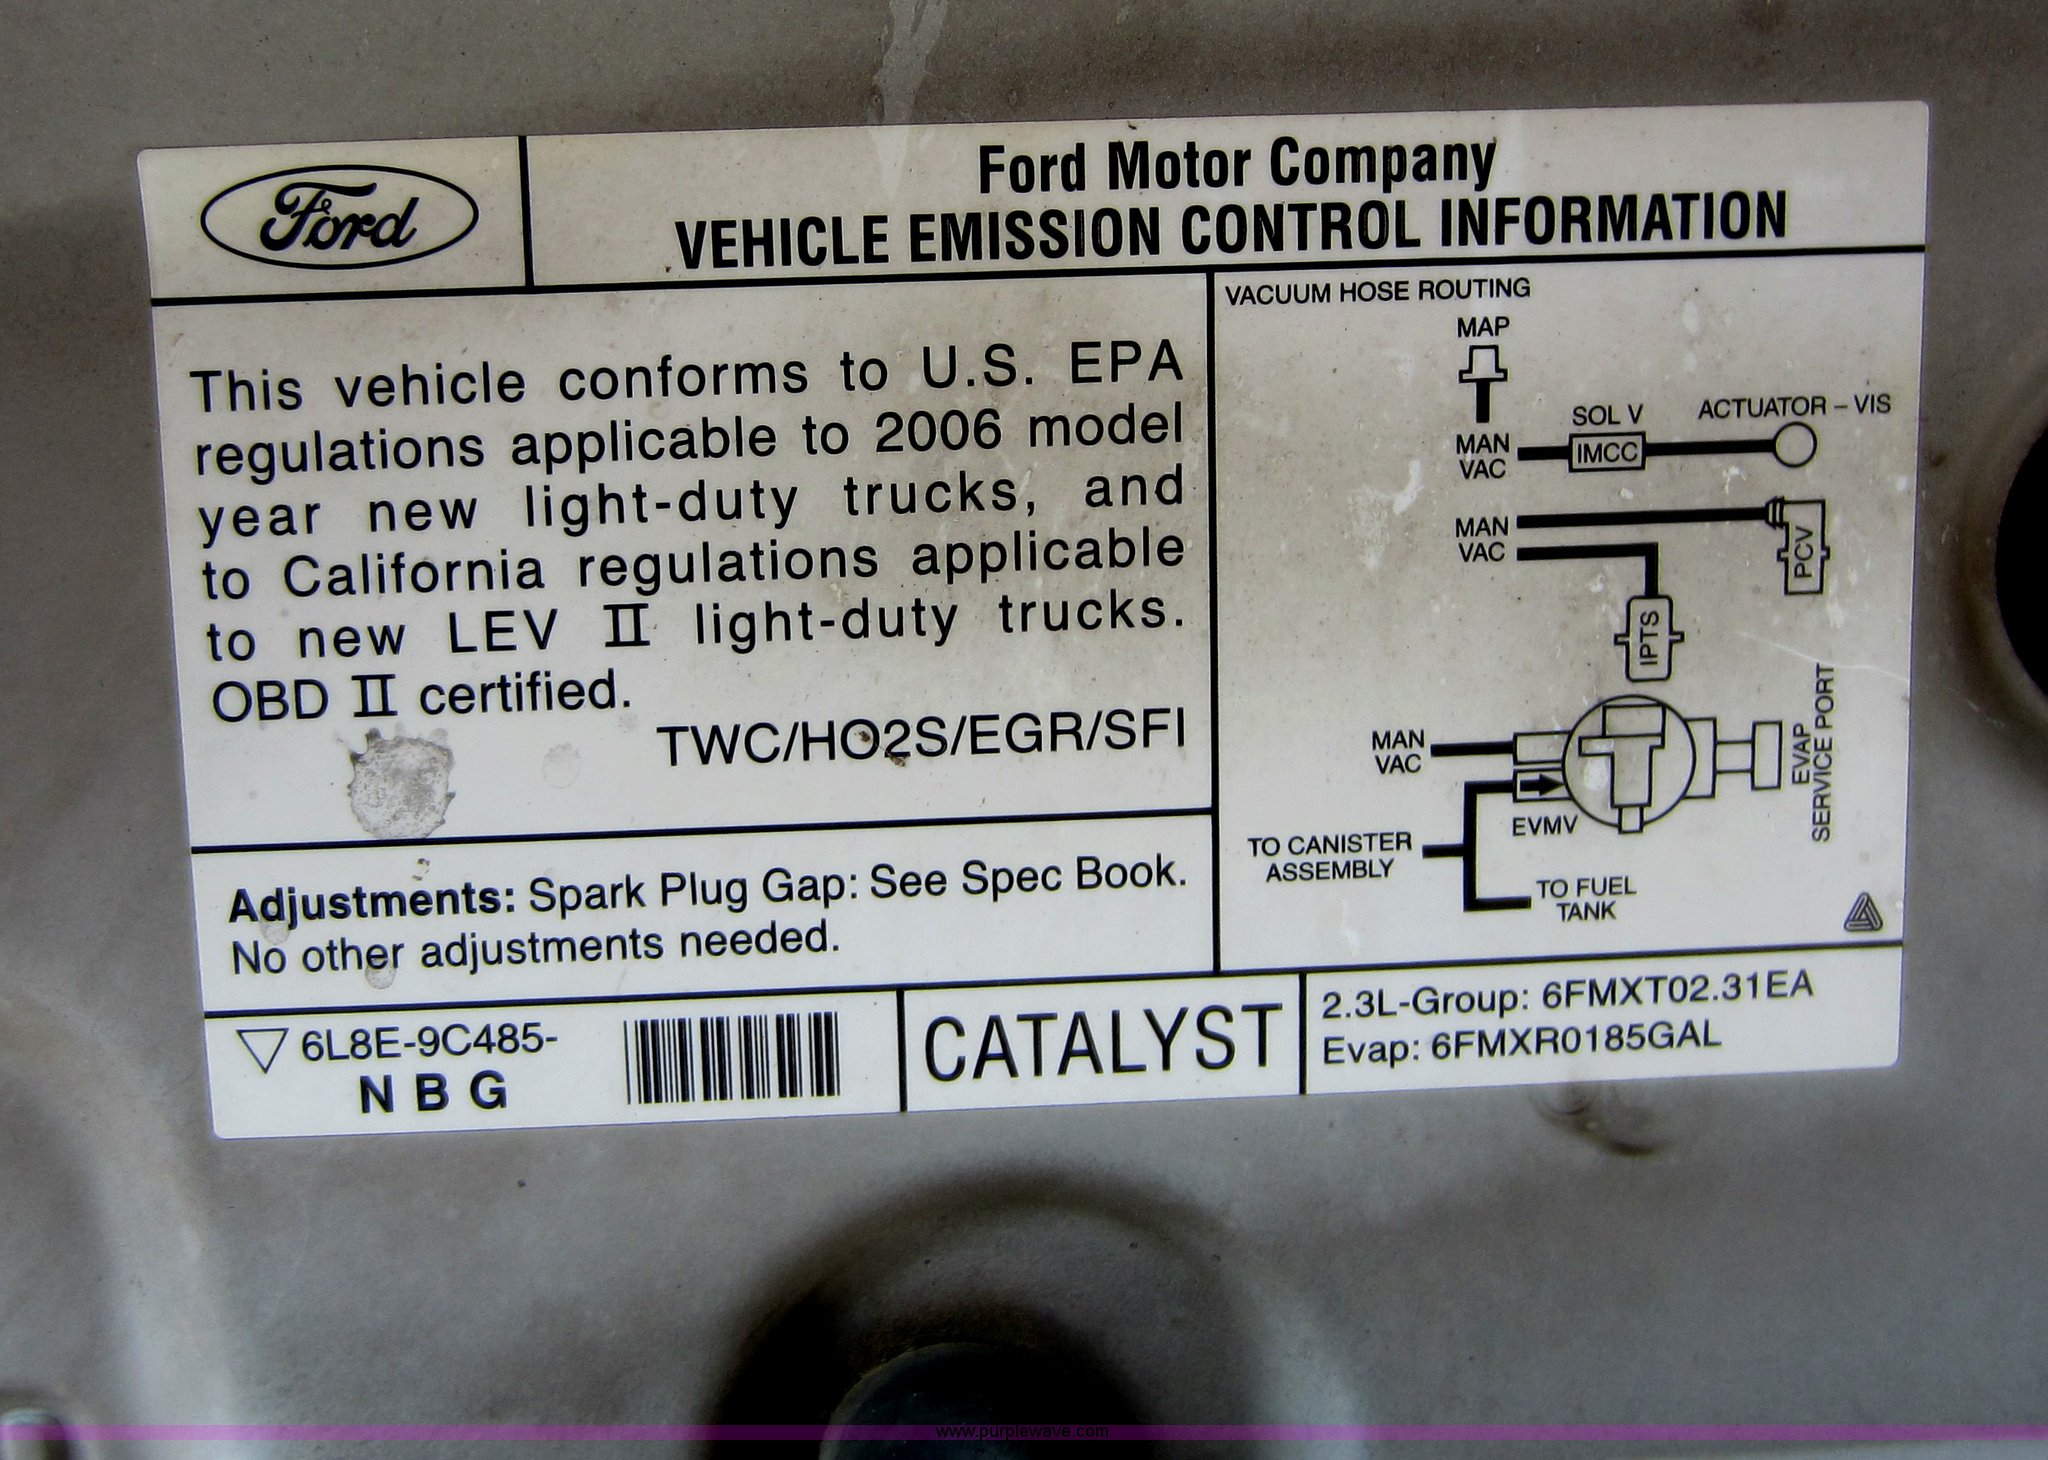 Ford
Ford Motor Company
VEHICLE EMISSION CONTROL INFORMATION
This vehicle conforms to U.S. EPA
regulations applicable to 2006 model
year new light-duty trucks, and
to California regulations applicable
to new LEV II light-duty trucks.
OBD II certified.
TWC/HO2S/EGR/SFI
Adjustments: Spark Plug Gap: See Spec Book.
No other adjustments needed.
VACUUM HOSE ROUTING
MAP
SOL V
ACTUATOR – VIS
MAN
VAC
IMCC
MAN
VAC
PCV
IPTS
MAN
VAC
EVMV
EVAP
SERVICE PORT
TO CANISTER
ASSEMBLY
TO FUEL
TANK
6L8E-9C485-
N B G
CATALYST
2.3L-Group: 6FMXT02.31EA
Evap: 6FMXR0185GAL
www.purplewave.com